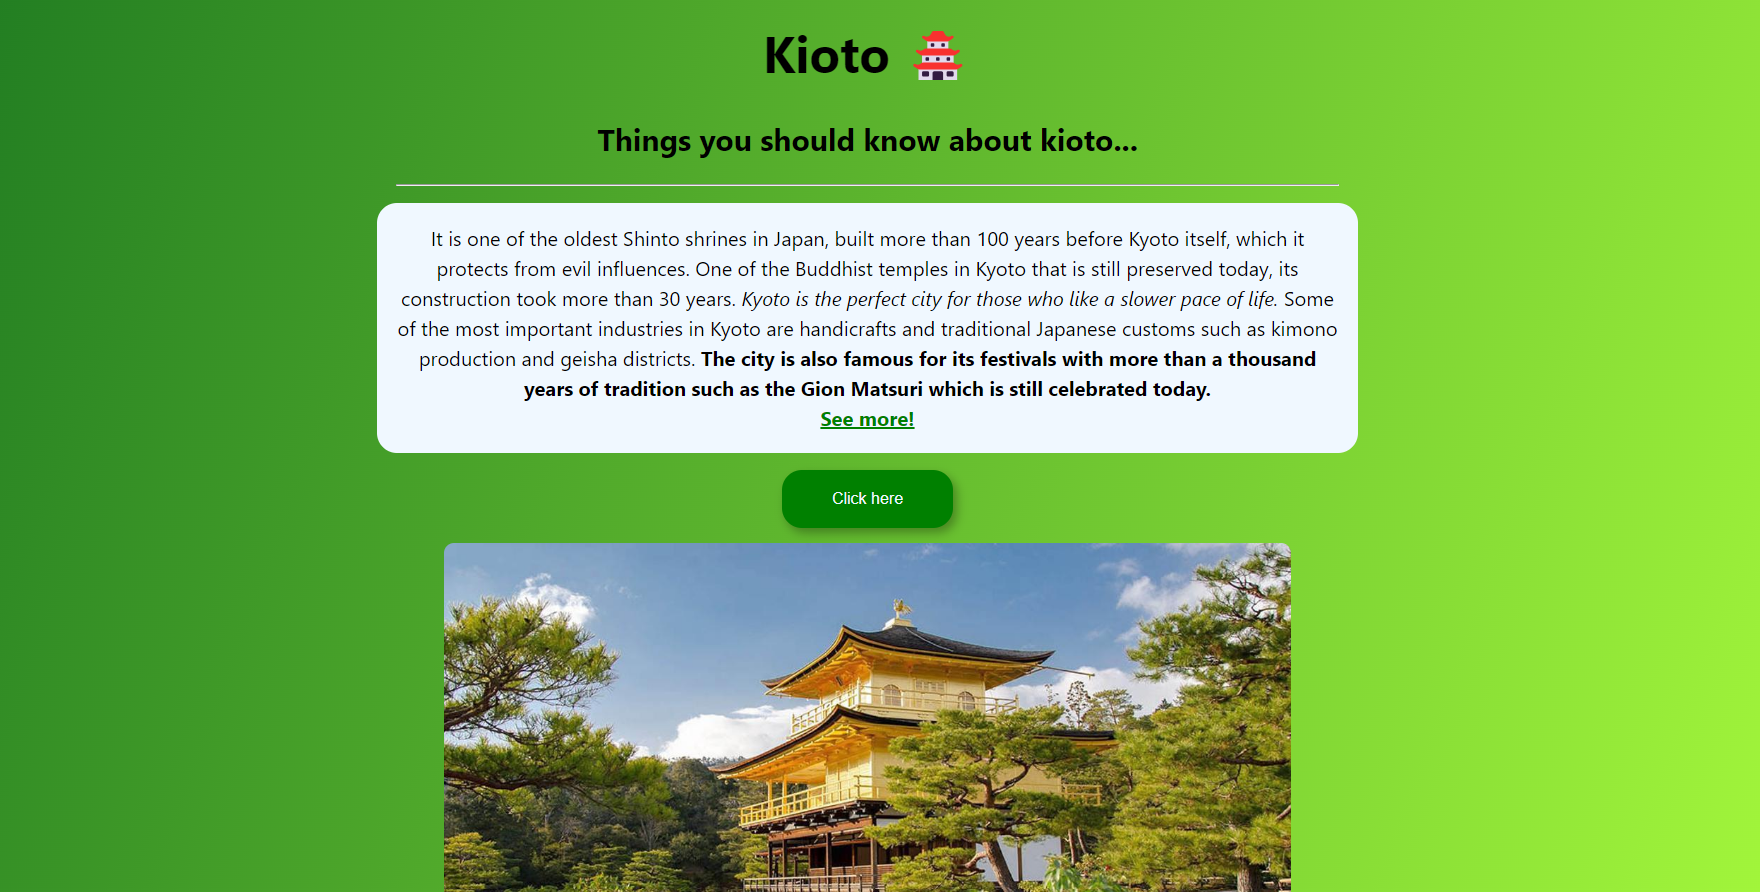 Kioto 🏯
Things you should know about kioto...
It is one of the oldest Shinto shrines in Japan, built more than 100 years before Kyoto itself, which it
protects from evil influences. One of the Buddhist temples in Kyoto that is still preserved today, its
construction took more than 30 years. Kyoto is the perfect city for those who like a slower pace of life. Some
of the most important industries in Kyoto are handicrafts and traditional Japanese customs such as kimono
production and geisha districts. The city is also famous for its festivals with more than a thousand
years of tradition such as the Gion Matsuri which is still celebrated today.
See more!
Click here